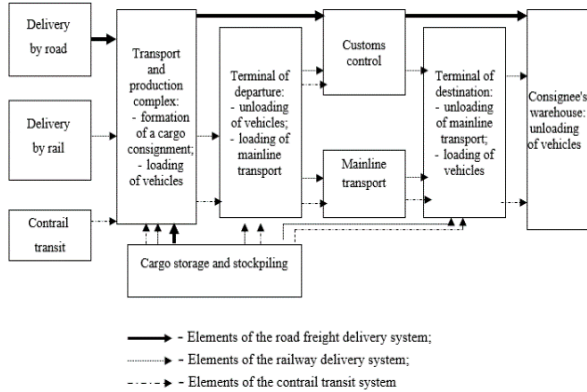 Delivery
by road
Delivery
by rail
Contrail
transit
Transport
and
production
complex:
- formation
of a cargo
consignment;
- loading
of vehicles
Terminal of
departure:
- unloading
of vehicles;
- loading of
mainline
transport
Customs
control
Mainline
transport
Terminal of
destination:
- unloading
of mainline
transport;
- loading of
vehicles
Consignee's
warehouse:
unloading
of vehicles
Cargo storage and stockpiling
- Elements of the road freight delivery system;
- Elements of the railway delivery system;
- Elements of the contrail transit system